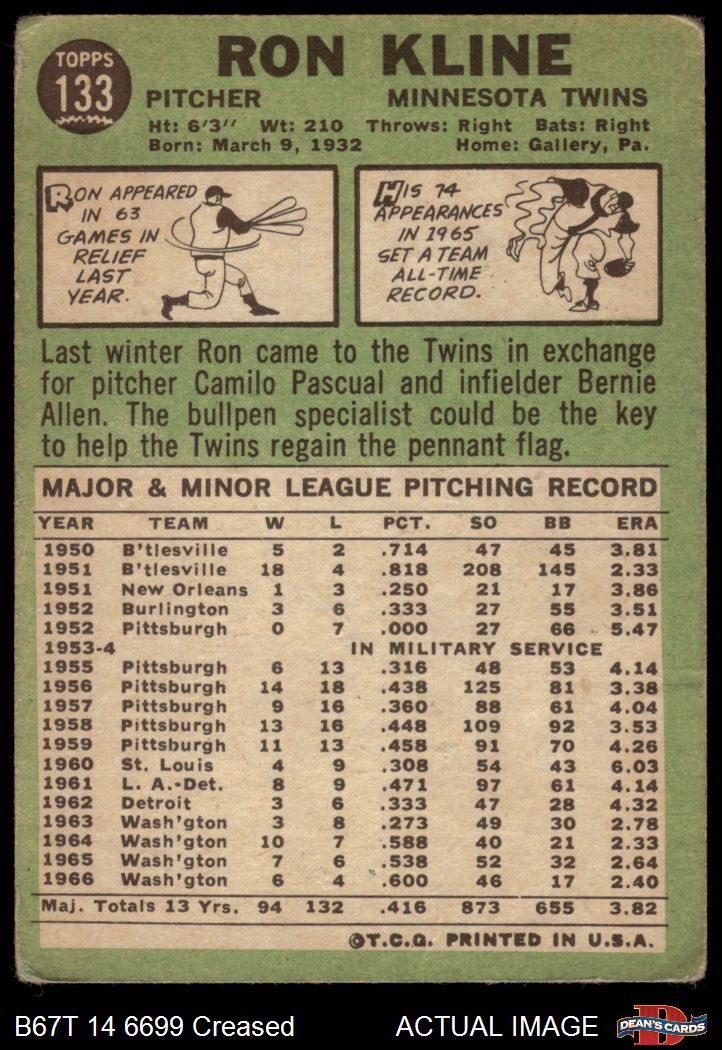 TOPPS
133
RON KLINE
PITCHER MINNESOTA TWINS
Ht: 6'3" Wt: 210 Throws: Right Bats: Right
Born: March 9, 1932 Home: Gallery, Pa.
RON APPEARED
IN 63
GAMES IN
RELIEF
LAST
YEAR.
HIS 74
APPEARANCES
IN 1965
SET A TEAM
ALL-TIME
RECORD.
Last winter Ron came to the Twins in exchange
for pitcher Camilo Pascual and infielder Bernie
Allen. The bullpen specialist could be the key
to help the Twins regain the pennant flag.
MAJOR & MINOR LEAGUE PITCHING RECORD
YEAR TEAM W L PCT. SO BB ERA
1950 B'tlesville 5 2 .714 47 45 3.81
1951 B'tlesville 18 4 .818 208 145 2.33
1951 New Orleans 1 3 .250 21 17 3.86
1952 Burlington 3 6 .333 27 55 3.51
1952 Pittsburgh 0 7 .000 27 66 5.47
1953-4 IN MILITARY SERVICE
1955 Pittsburgh 6 13 .316 48 53 4.14
1956 Pittsburgh 14 18 .438 125 81 3.38
1957 Pittsburgh 9 16 .360 88 61 4.04
1958 Pittsburgh 13 16 .448 109 92 3.53
1959 Pittsburgh 11 13 .458 91 70 4.26
1960 St. Louis 4 9 .308 54 43 6.03
1961 L. A.-Det. 8 9 .471 97 61 4.14
1962 Detroit 3 6 .333 47 28 4.32
1963 Wash'gton 3 8 .273 49 30 2.78
1964 Wash'gton 10 7 .588 40 21 2.33
1965 Wash'gton 7 6 .538 52 32 2.64
1966 Wash'gton 6 4 .600 46 17 2.40
Maj. Totals 13 Yrs. 94 132 .416 873 655 3.82
©T.C.G. PRINTED IN U.S.A.
B67T 14 6699 Creased ACTUAL IMAGE
D
DEAN'S CARDS